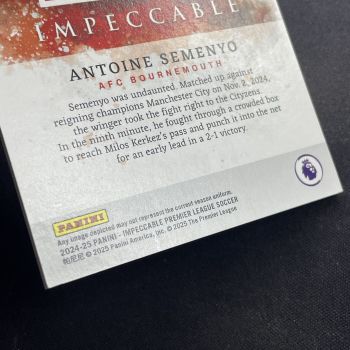 IMPECCABLE
ANTOINE SEMENYO
AFC BOURNEMOUTH
Semenyo was undaunted. Matched up against
reigning champions Manchester City on Nov. 2, 2024,
the winger took the fight right to the Cityzens.
In the ninth minute, he fought through a crowded box
to reach Milos Kerkez's pass and punch it into the net
for an early lead in a 2-1 victory.
PANINI
Any image depicted may not represent the current season uniform.
2024-25 PANINI - IMPECCABLE PREMIER LEAGUE SOCCER
帕尼尼 © 2025 Panini America, Inc. © 2025 The Premier League